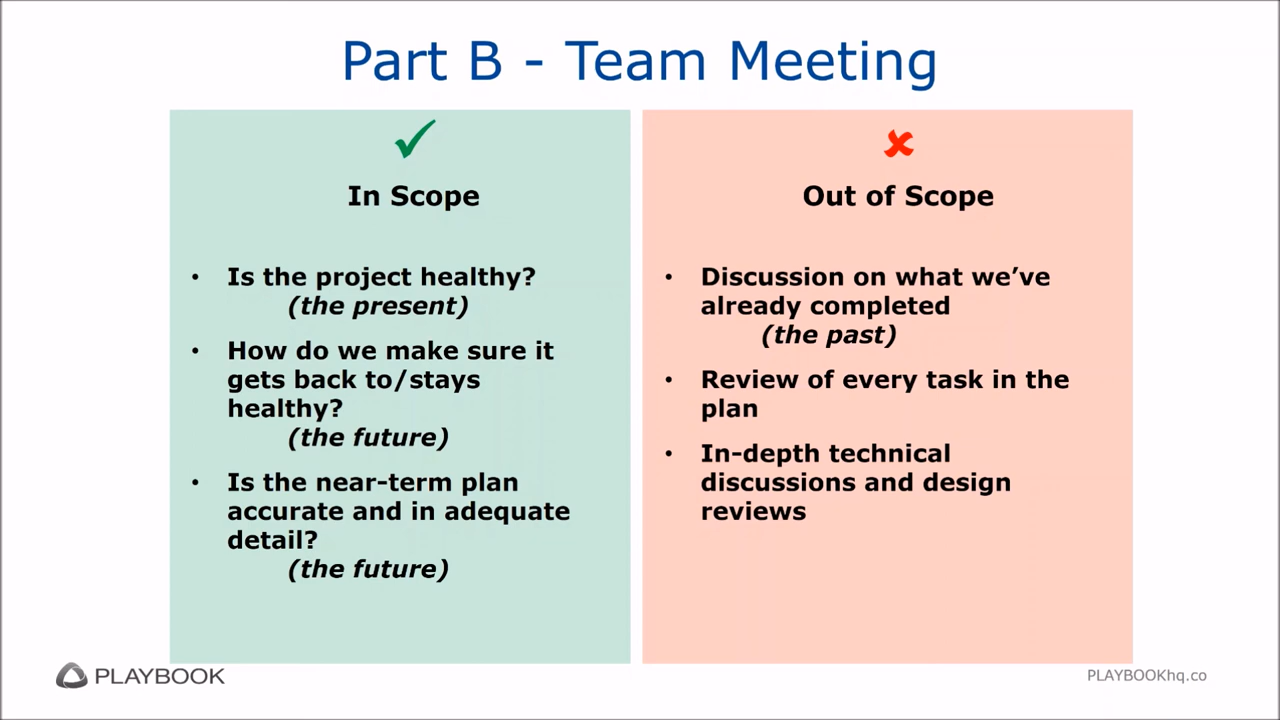 Part B - Team Meeting
In Scope
• Is the project healthy?
(the present)
• How do we make sure it
gets back to/stays
healthy?
(the future)
• Is the near-term plan
accurate and in adequate
detail?
(the future)
Out of Scope
• Discussion on what we’ve
already completed
(the past)
• Review of every task in the
plan
• In-depth technical
discussions and design
reviews
PLAYBOOK
PLAYBOOKhq.co